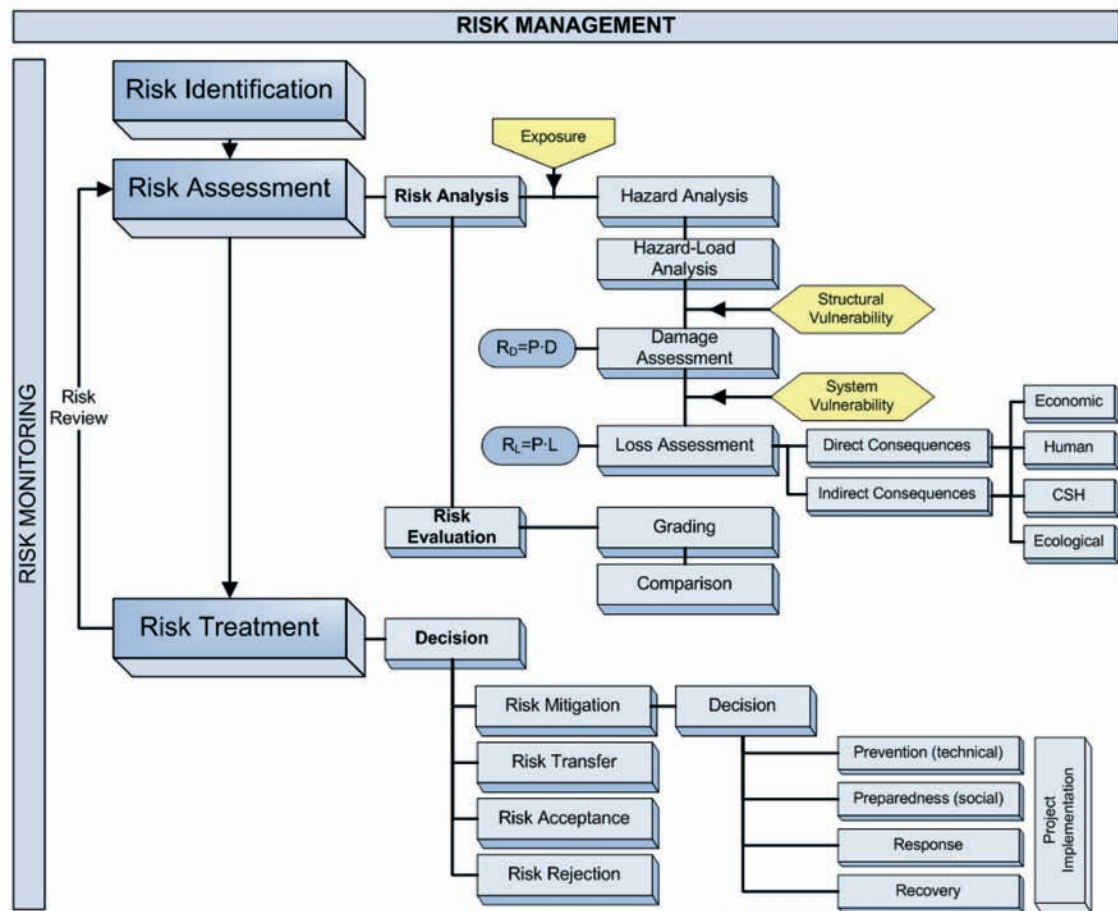 RISK MANAGEMENT
RISK MONITORING
Risk Identification
Exposure
Risk Assessment
Risk Analysis
Hazard Analysis
Hazard-Load
Analysis
Structural
Vulnerability
R_D=P·D
Damage
Assessment
Risk
Review
System
Vulnerability
R_L=P·L
Loss Assessment
Direct Consequences
Indirect Consequences
Economic
Human
CSH
Ecological
Risk
Evaluation
Grading
Comparison
Risk Treatment
Decision
Risk Mitigation
Decision
Risk Transfer
Risk Acceptance
Risk Rejection
Prevention (technical)
Preparedness (social)
Response
Recovery
Project
Implementation